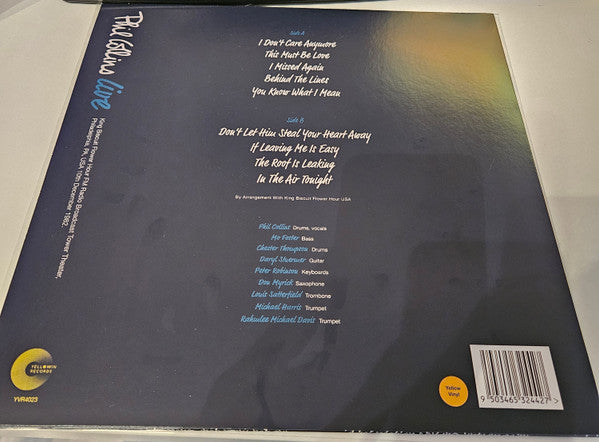 Phil Collins live
King Biscuit Flower Hour FM Radio Broadcast Tower Theater,
Philadelphia, PA, USA 11th December 1982.
Side A
I Don't Care Anymore
This Must Be Love
I Missed Again
Behind The Lines
You Know What I Mean
Side B
Don't Let Him Steal Your Heart Away
If Leaving Me Is Easy
The Roof Is Leaking
In The Air Tonight
By Arrangement With King Biscuit Flower Hour USA
Phil Collins Drums, vocals
Mo Foster Bass
Chester Thompson Drums
Daryl Stuermer Guitar
Peter Robinson Keyboards
Don Myrick Saxophone
Louis Satterfield Trombone
Michael Harris Trumpet
Rahmlee Michael Davis Trumpet
YELLOWIN
RECORDS
YVR4023
Yellow
Vinyl
9 503465 324427 >